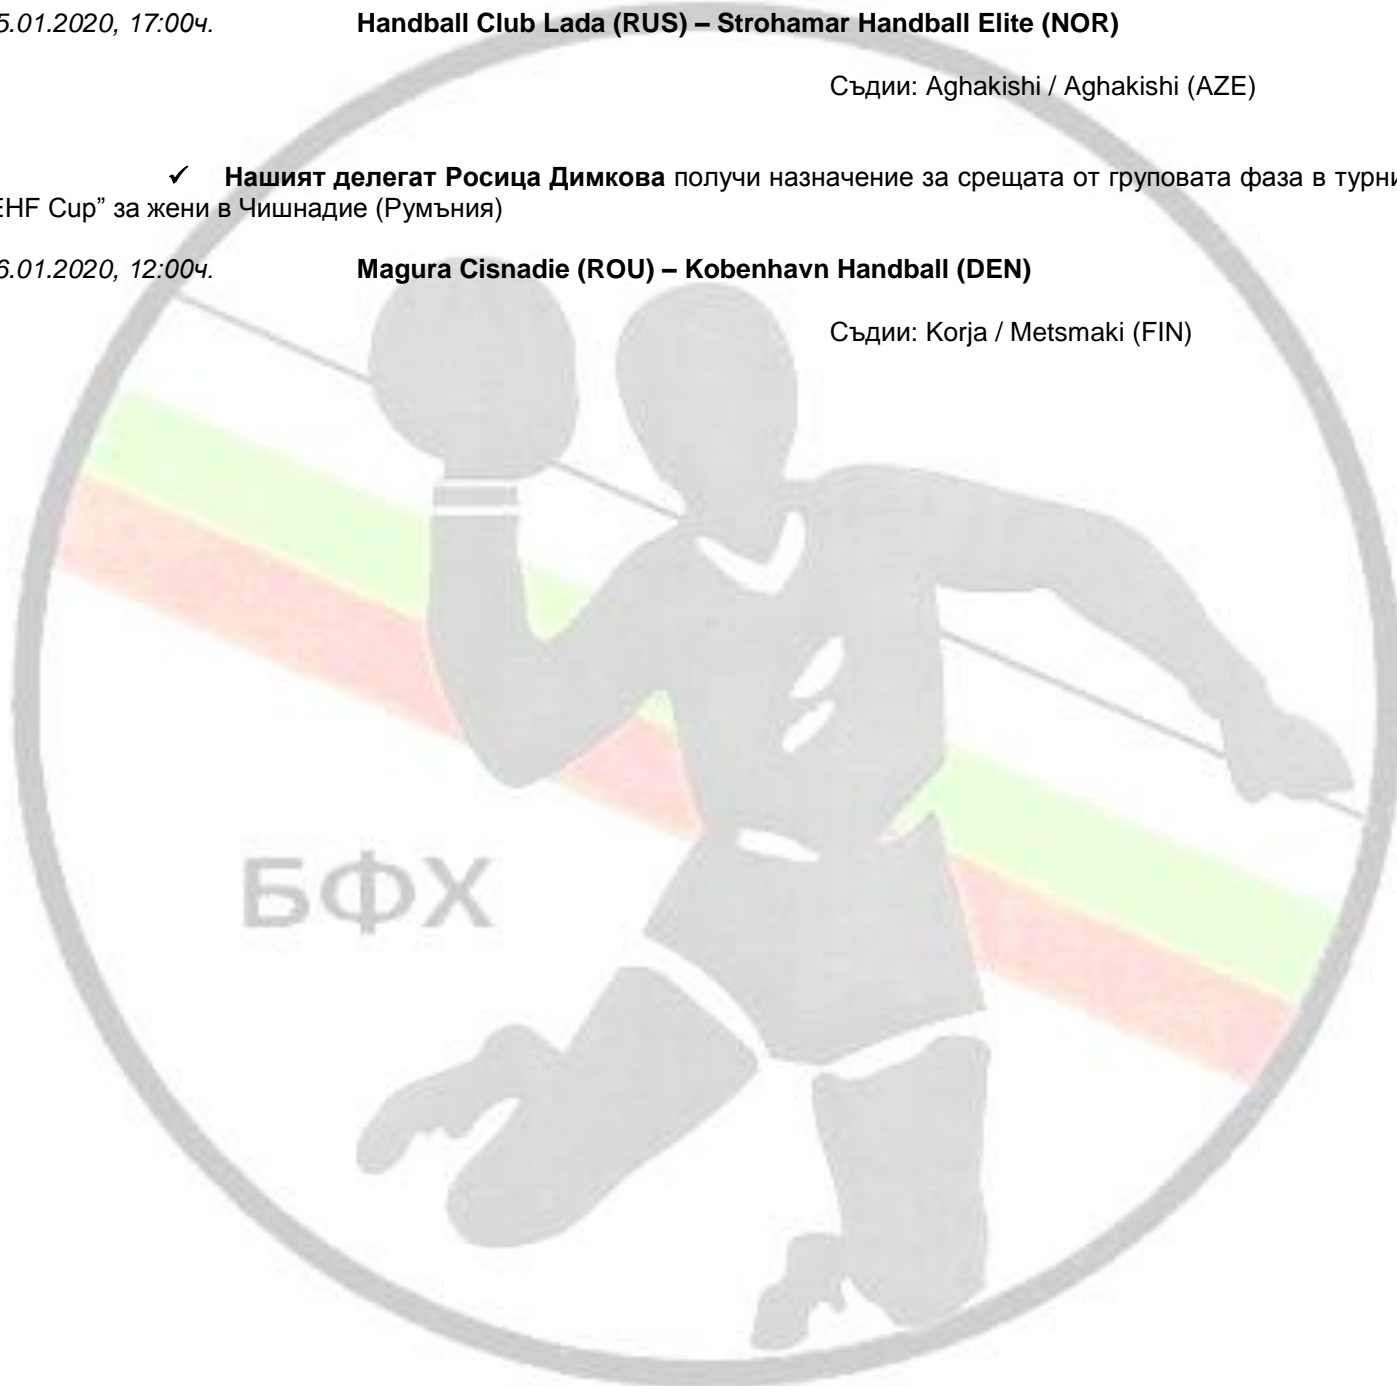 5.01.2020, 17:00ч. Handball Club Lada (RUS) – Strohamar Handball Elite (NOR)
Съдии: Aghakishi / Aghakishi (AZE)
✓ Нашият делегат Росица Димкова получи назначение за срещата от груповата фаза в турни
EHF Cup” за жени в Чишнадие (Румъния)
6.01.2020, 12:00ч. Magura Cisnadie (ROU) – Kobenhavn Handball (DEN)
Съдии: Korja / Metsmaki (FIN)
БФХ